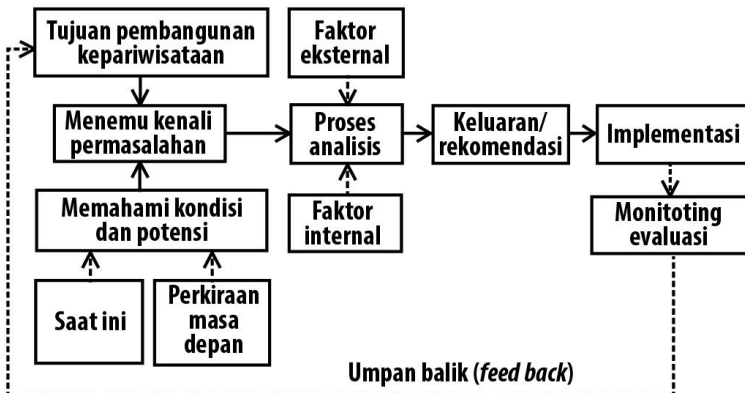 Tujuan pembangunan
kepariwisataan
Faktor
eksternal
Menemu kenali
permasalahan
Proses
analisis
Keluaran/
rekomendasi
Implementasi
Memahami kondisi
dan potensi
Faktor
internal
Monitoting
evaluasi
Saat ini
Perkiraan
masa
depan
Umpan balik (feed back)